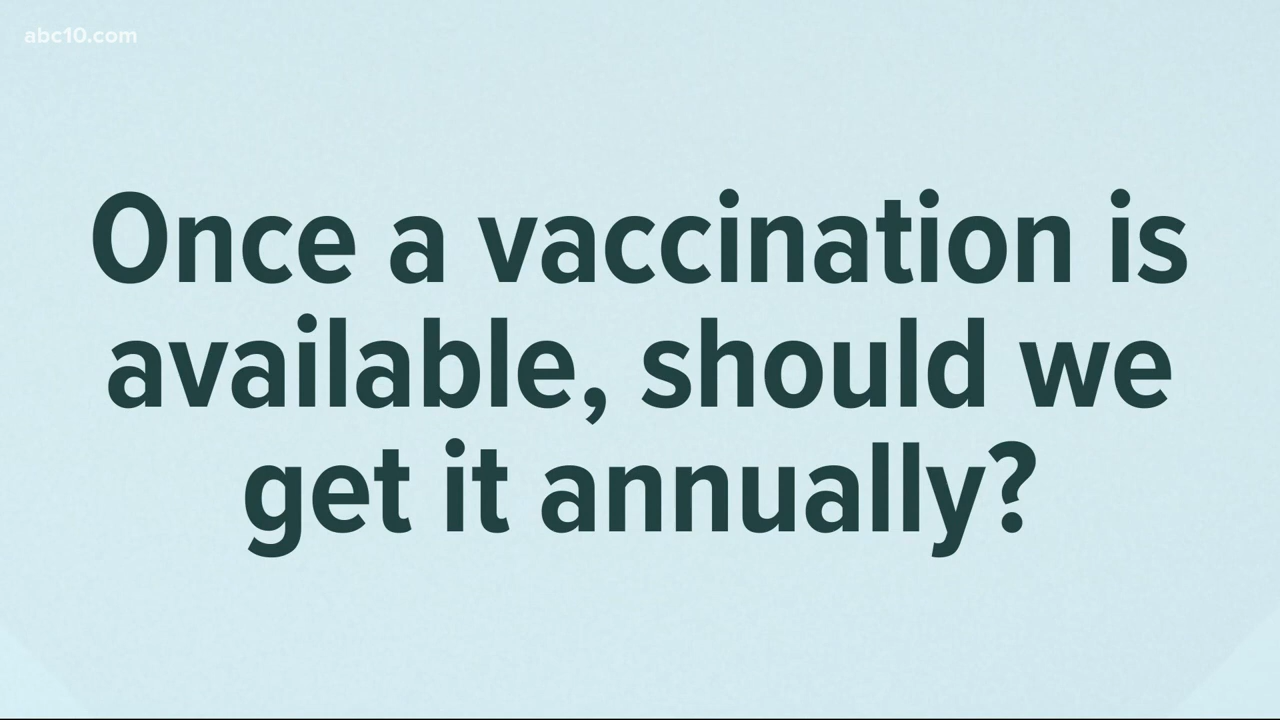 abc10.com
Once a vaccination is
available, should we
get it annually?